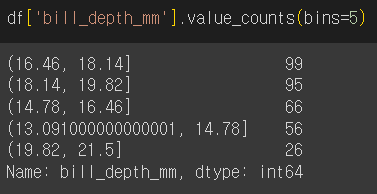 df['bill_depth_mm'].value_counts(bins=5)
(16.46, 18.14] 99
(18.14, 19.82] 95
(14.78, 16.46] 66
(13.091000000000001, 14.78] 56
(19.82, 21.5] 26
Name: bill_depth_mm, dtype: int64